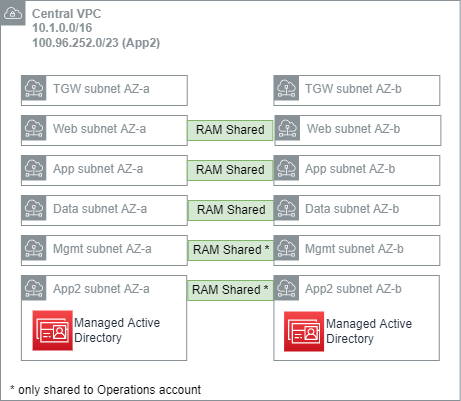 Central VPC
10.1.0.0/16
100.96.252.0/23 (App2)
TGW subnet AZ-a
TGW subnet AZ-b
Web subnet AZ-a
RAM Shared
Web subnet AZ-b
App subnet AZ-a
RAM Shared
App subnet AZ-b
Data subnet AZ-a
RAM Shared
Data subnet AZ-b
Mgmt subnet AZ-a
RAM Shared *
Mgmt subnet AZ-b
App2 subnet AZ-a
RAM Shared *
App2 subnet AZ-b
Managed Active
Directory
Managed Active
Directory
* only shared to Operations account